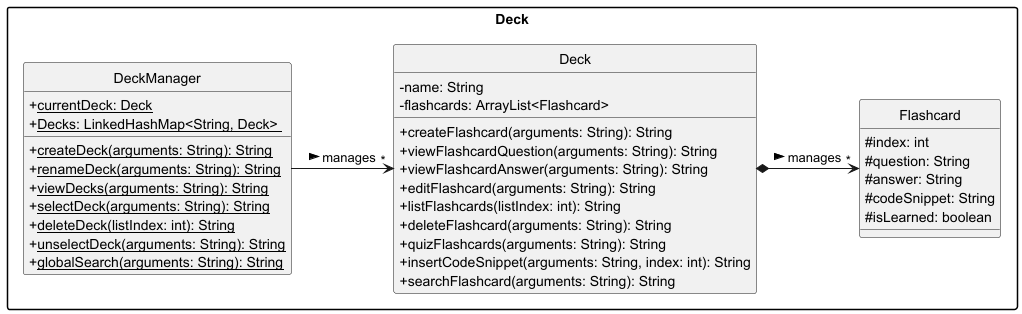 Deck
DeckManager
+currentDeck: Deck
+Decks: LinkedHashMap<String, Deck>
+createDeck(arguments: String): String
+renameDeck(arguments: String): String
+viewDecks(arguments: String): String
+selectDeck(arguments: String): String
+deleteDeck(listIndex: int): String
+unselectDeck(arguments: String): String
+globalSearch(arguments: String): String
manages *
Deck
-name: String
-flashcards: ArrayList<Flashcard>
+createFlashcard(arguments: String): String
+viewFlashcardQuestion(arguments: String): String
+viewFlashcardAnswer(arguments: String): String
+editFlashcard(arguments: String): String
+listFlashcards(listIndex: int): String
+deleteFlashcard(arguments: String): String
+quizFlashcards(arguments: String): String
+insertCodeSnippet(arguments: String, index: int): String
+searchFlashcard(arguments: String): String
manages *
Flashcard
#index: int
#question: String
#answer: String
#codeSnippet: String
#isLearned: boolean